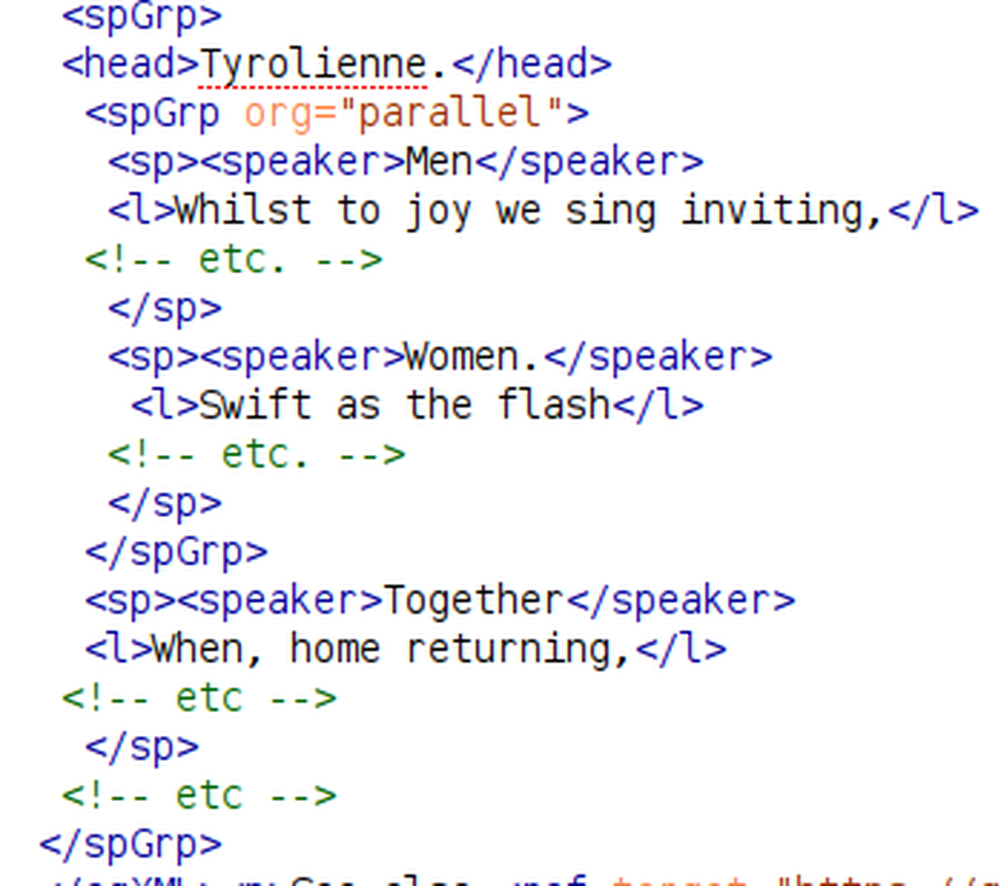 <spGrp>
<head>Tyrolienne.</head>
<spGrp org="parallel">
<sp><speaker>Men</speaker>
<l>Whilst to joy we sing inviting,</l>
<!-- etc. -->
</sp>
<sp><speaker>Women.</speaker>
<l>Swift as the flash</l>
<!-- etc. -->
</sp>
</spGrp>
<sp><speaker>Together</speaker>
<l>When, home returning,</l>
<!-- etc -->
</sp>
<!-- etc -->
</spGrp>